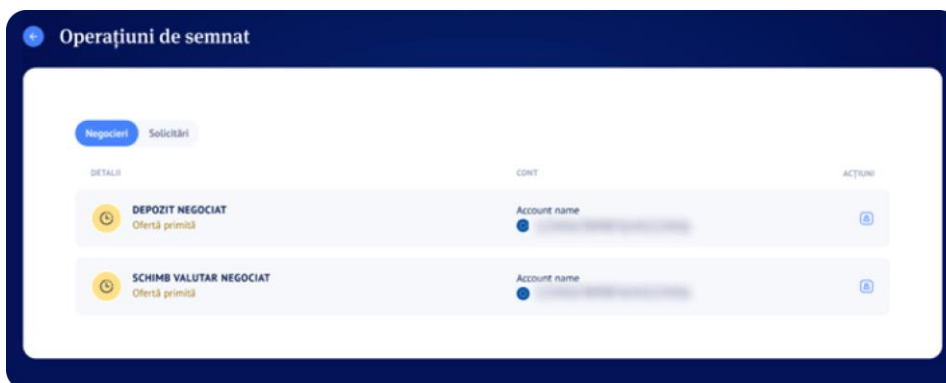 Operațiuni de semnat
Negocieri Solicitări
DETALII CONT ACȚIUNI
DEPOZIT NEGOCIAT Account name
Ofertă primită
SCHIMB VALUTAR NEGOCIAT Account name
Ofertă primită